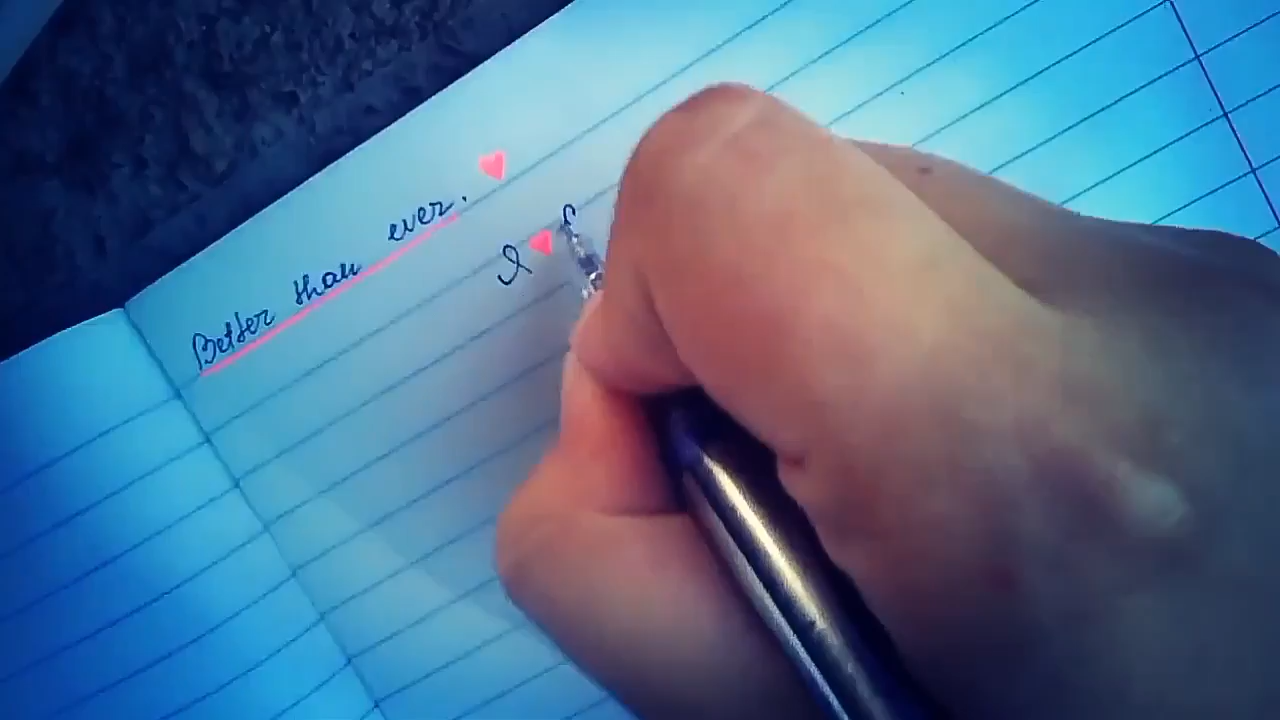 Better than ever. ♥
I ♥